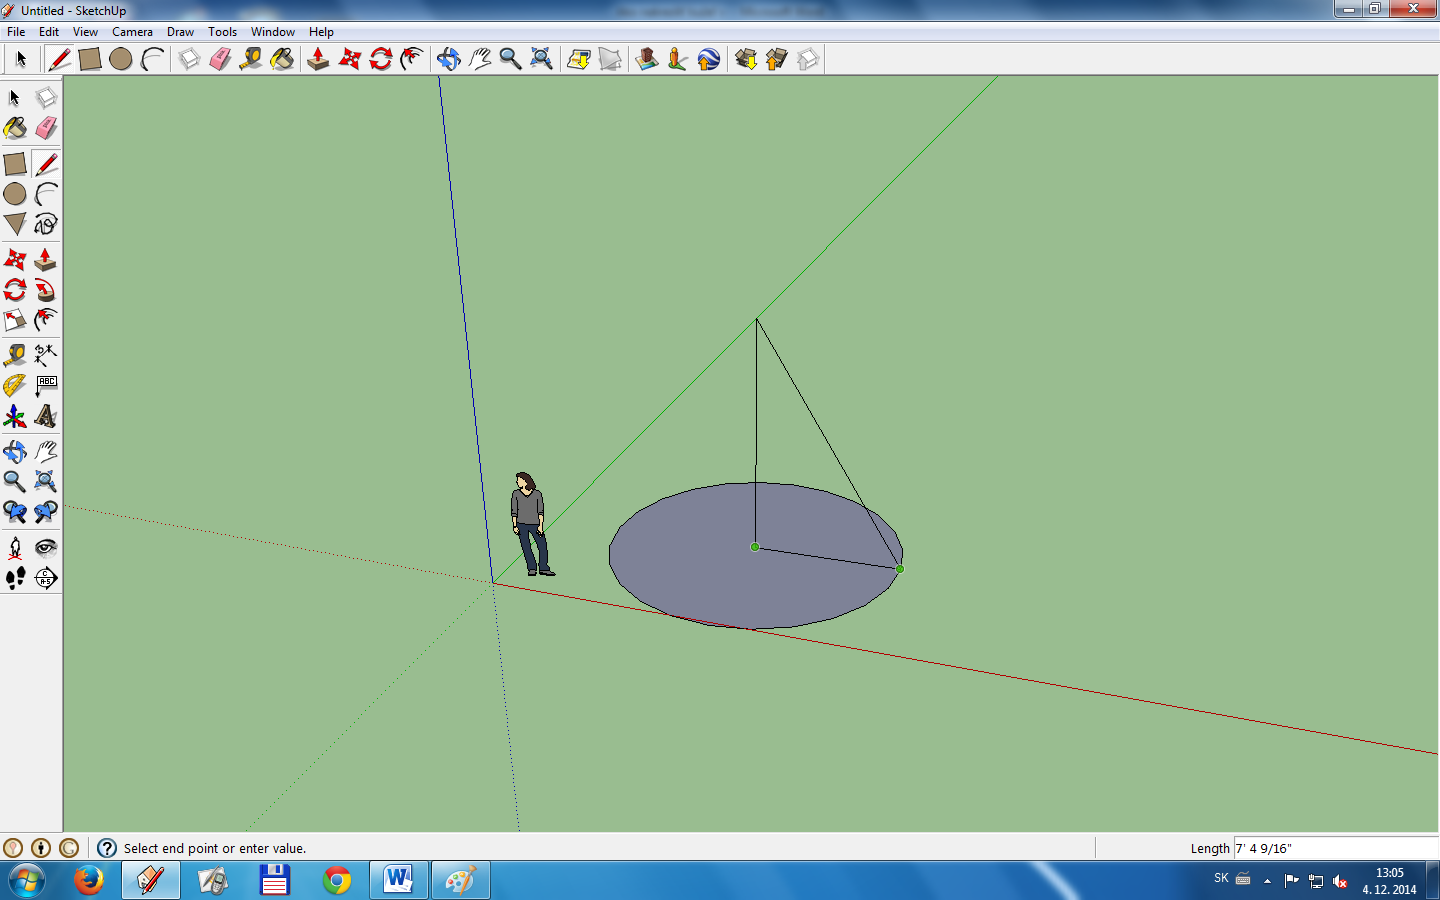 Untitled - SketchUp
File Edit View Camera Draw Tools Window Help
ABC
A
C
A-S
G
? Select end point or enter value.
Length 7' 4 9/16"
W
SK
13:05
4. 12. 2014